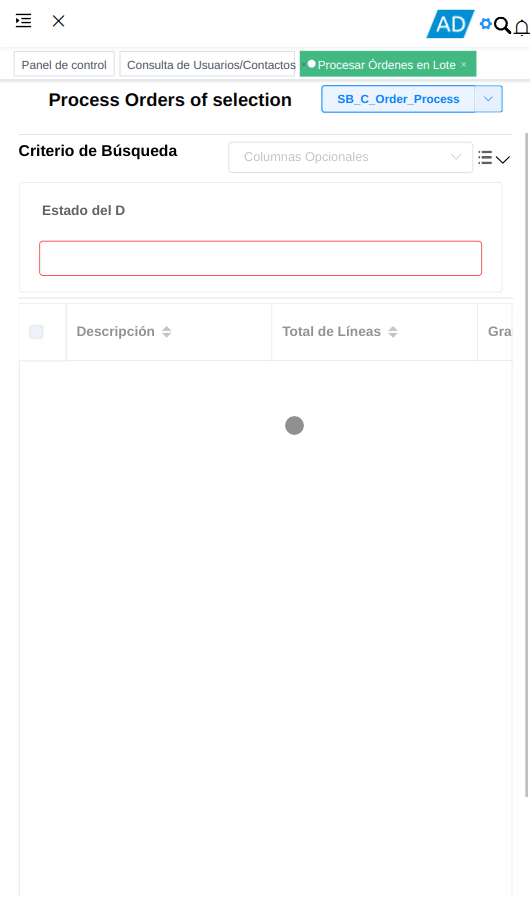 AD
Panel de control
Consulta de Usuarios/Contactos
Procesar Órdenes en Lote ×
Process Orders of selection
SB_C_Order_Process
Criterio de Búsqueda
Columnas Opcionales
Estado del D
Descripción
Total de Líneas
Gra